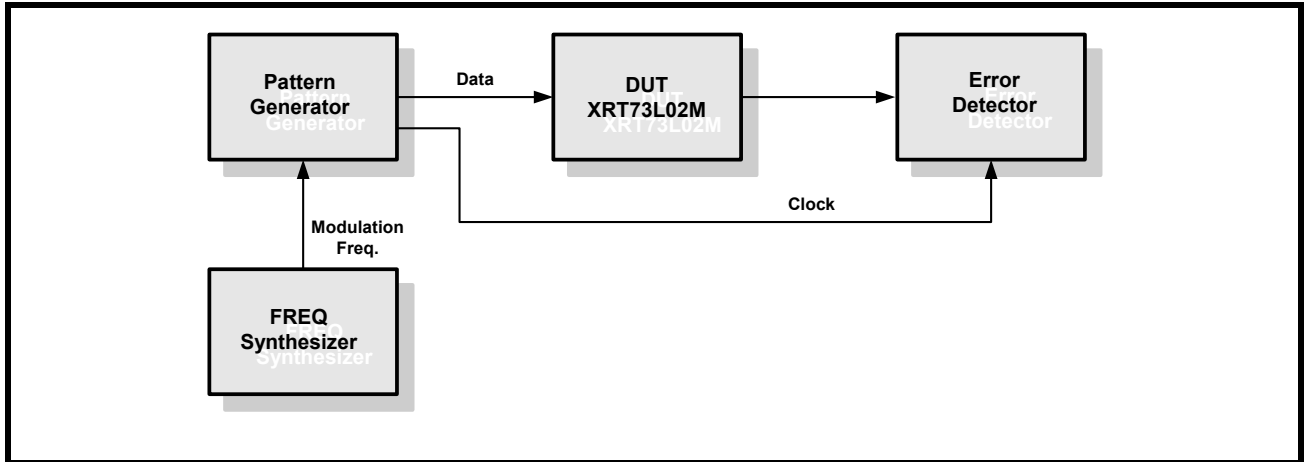 Pattern
Generator
Data
DUT
XRT73L02M
Error
Detector
Clock
Modulation
Freq.
FREQ
Synthesizer